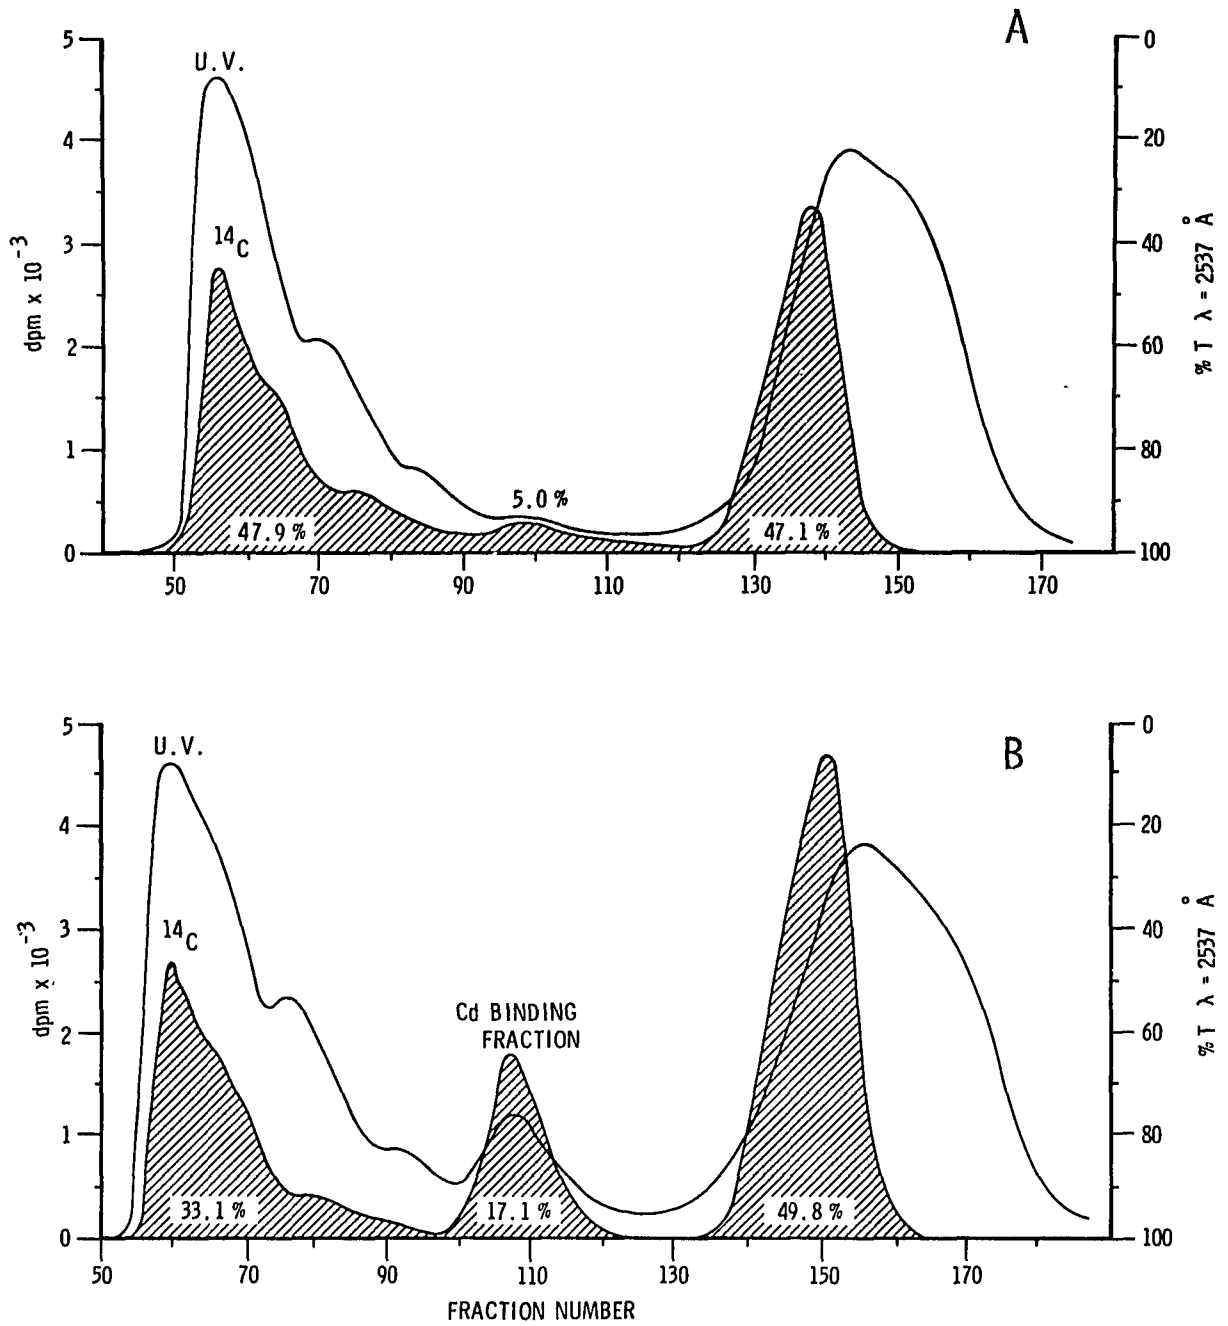 A
5
4
3
2
1
0
dpm x 10⁻³
U.V.
¹⁴C
47.9 %
5.0 %
47.1 %
0
20
40
60
80
100
% T λ = 2537 Å
50 70 90 110 130 150 170
B
5
4
3
2
1
0
dpm x 10⁻³
U.V.
¹⁴C
Cd BINDING
FRACTION
33.1 %
17.1 %
49.8 %
0
20
40
60
80
100
% T λ = 2537 Å
50 70 90 110 130 150 170
FRACTION NUMBER